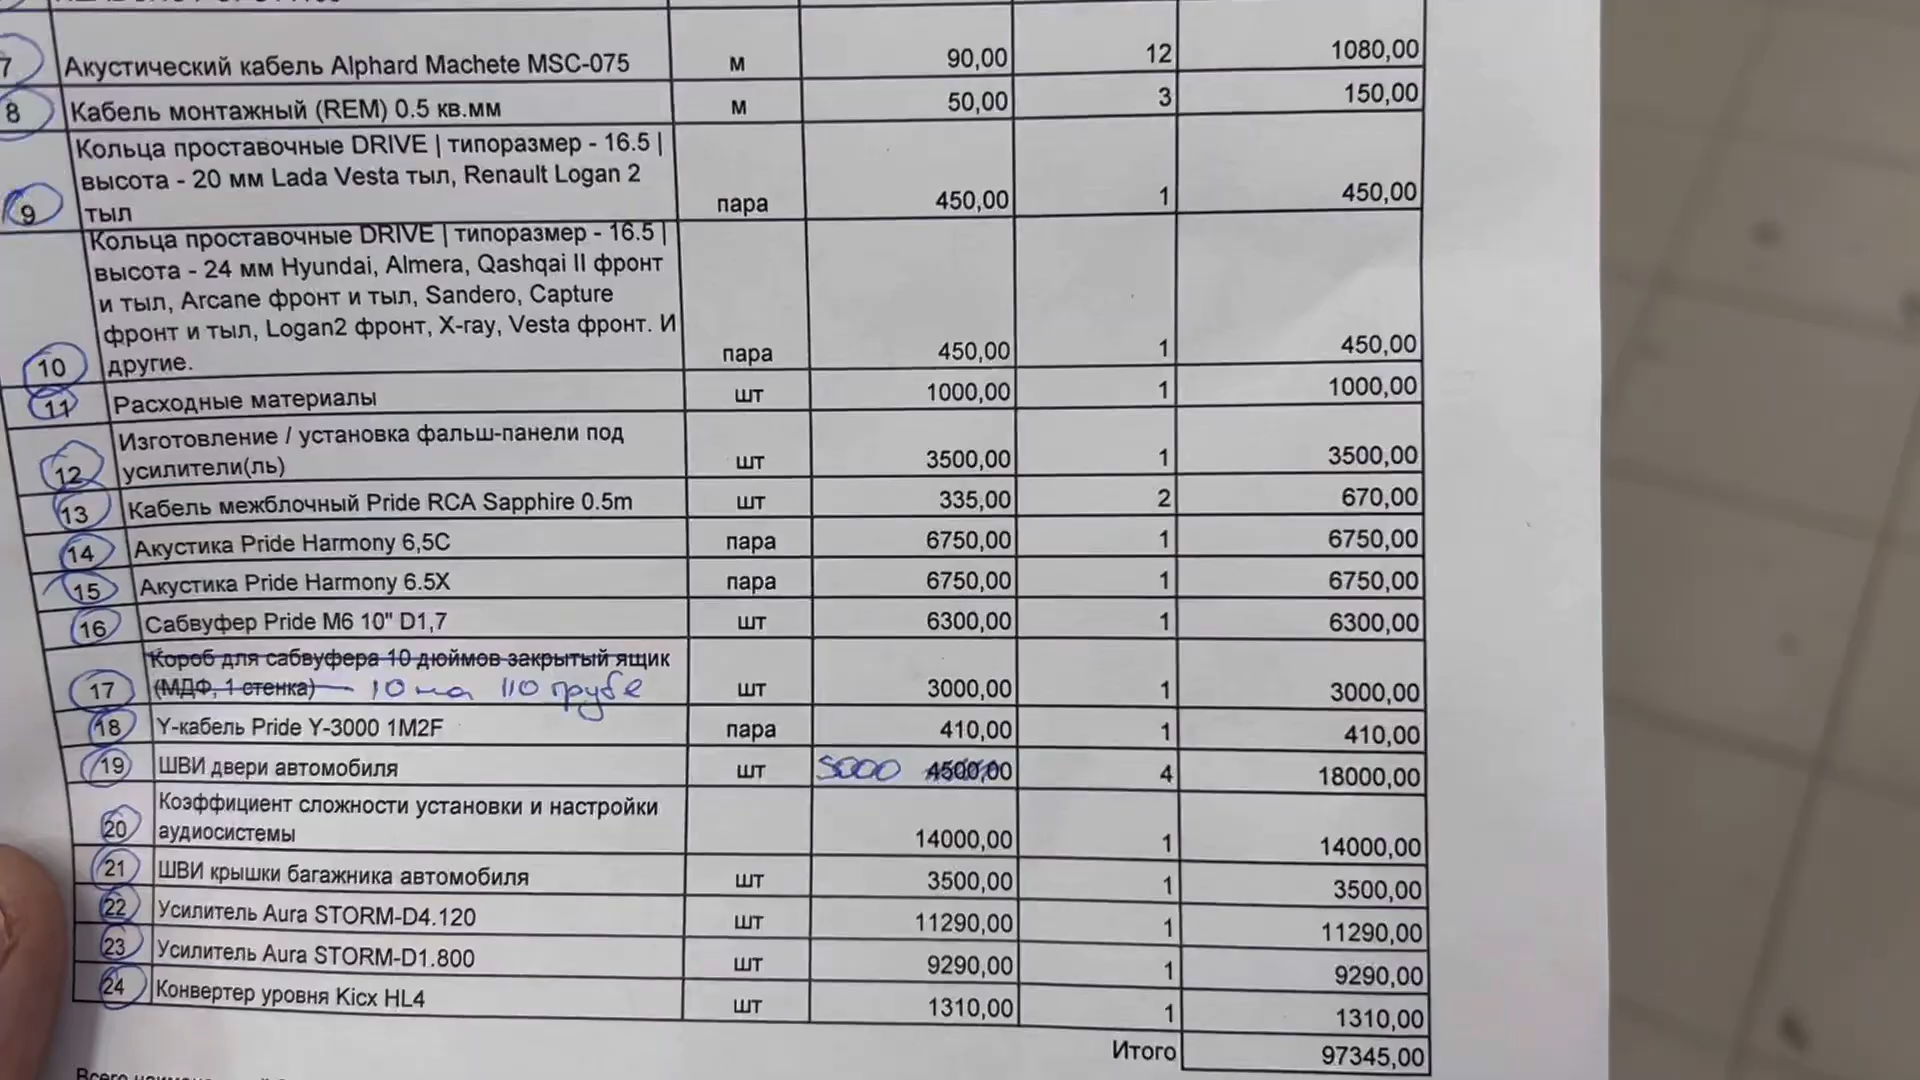 7 Акустический кабель Alphard Machete MSC-075 м 90,00 12 1080,00
8 Кабель монтажный (REM) 0.5 кв.мм м 50,00 3 150,00
Кольца проставочные DRIVE | типоразмер - 16.5 |
высота - 20 мм Lada Vesta тыл, Renault Logan 2
9 тыл пара 450,00 1 450,00
Кольца проставочные DRIVE | типоразмер - 16.5 |
высота - 24 мм Hyundai, Almera, Qashqai II фронт
и тыл, Arcane фронт и тыл, Sandero, Capture
фронт и тыл, Logan2 фронт, X-ray, Vesta фронт. И
10 другие. пара 450,00 1 450,00
11 Расходные материалы шт 1000,00 1 1000,00
Изготовление / установка фальш-панели под
12 усилители(ль) шт 3500,00 1 3500,00
13 Кабель межблочный Pride RCA Sapphire 0.5m шт 335,00 2 670,00
14 Акустика Pride Harmony 6,5C пара 6750,00 1 6750,00
15 Акустика Pride Harmony 6.5X пара 6750,00 1 6750,00
16 Сабвуфер Pride M6 10" D1,7 шт 6300,00 1 6300,00
Короб для сабвуфера 10 дюймов закрытый ящик
17 (МДФ, 1 стенка) 10 на 110 трубе шт 3000,00 1 3000,00
18 Y-кабель Pride Y-3000 1M2F пара 410,00 1 410,00
19 ШВИ двери автомобиля шт 5000 4500,00 4 18000,00
Коэффициент сложности установки и настройки
20 аудиосистемы 14000,00 1 14000,00
21 ШВИ крышки багажника автомобиля шт 3500,00 1 3500,00
22 Усилитель Aura STORM-D4.120 шт 11290,00 1 11290,00
23 Усилитель Aura STORM-D1.800 шт 9290,00 1 9290,00
24 Конвертер уровня Kicx HL4 шт 1310,00 1 1310,00
Итого 97345,00